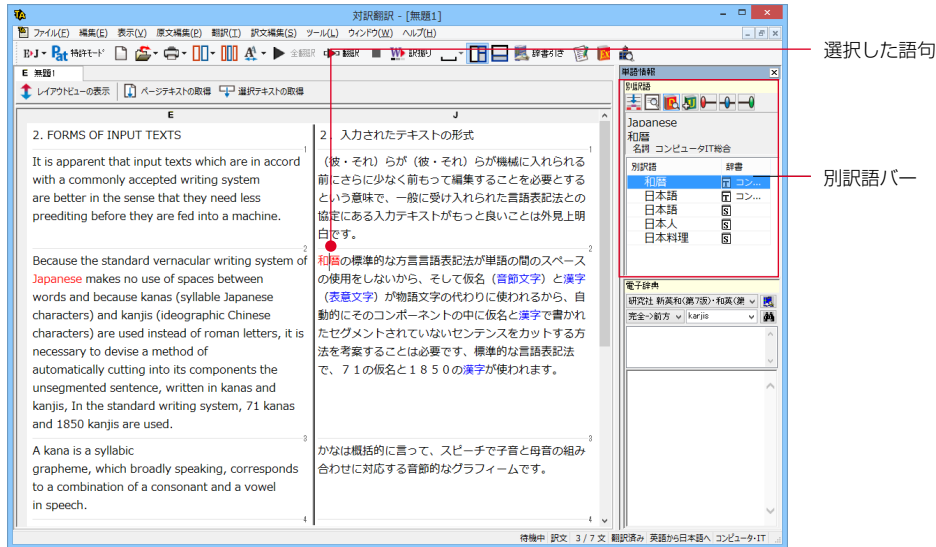 対訳翻訳 - [無題1]
ファイル(F) 編集(E) 表示(V) 原文編集(P) 翻訳(T) 訳文編集(S) ツール(L) ウィンドウ(W) ヘルプ(H)
特許モード 全翻訳 翻訳 訳振り 辞書引き
E 無題1
レイアウトビューの表示 ページテキストの取得 選択テキストの取得
E
2. FORMS OF INPUT TEXTS
1
It is apparent that input texts which are in accord
with a commonly accepted writing system
are better in the sense that they need less
preediting before they are fed into a machine.
2
Because the standard vernacular writing system of
Japanese makes no use of spaces between
words and because kanas (syllable Japanese
characters) and kanjis (ideographic Chinese
characters) are used instead of roman letters, it is
necessary to devise a method of
automatically cutting into its components the
unsegmented sentence, written in kanas and
kanjis, In the standard writing system, 71 kanas
and 1850 kanjis are used.
3
A kana is a syllabic
grapheme, which broadly speaking, corresponds
to a combination of a consonant and a vowel
in speech.
4
J
2．入力されたテキストの形式
1
（彼・それ）らが（彼・それ）らが機械に入れられる
前にさらに少なく前もって編集することを必要とする
という意味で、一般に受け入れられた言語表記法との
協定にある入力テキストがもっと良いことは外見上明
白です。
2
和暦の標準的な方言言語表記法が単語の間のスペース
の使用をしないから、そして仮名（音節文字）と漢字
（表意文字）が物語文字の代わりに使われるから、自
動的にそのコンポーネントの中に仮名と漢字で書かれ
たセグメントされていないセンテンスをカットする方
法を考案することは必要です、標準的な言語表記法
で、７１の仮名と１８５０の漢字が使われます。
3
かなは概括的に言って、スピーチで子音と母音の組み
合わせに対応する音節的なグラフィームです。
4
単語情報
別訳語
Japanese
和暦
名詞 コンピュータIT総合
別訳語 辞書
和暦 コン...
日本語 コン...
日本語 S
日本人 S
日本料理 S
電子辞典
研究社 新英和(第7版)・和英(第
完全->前方 kanjis
待機中 訳文 3 / 7 文 翻訳済み 英語から日本語へ コンピュータ・IT
選択した語句
別訳語バー